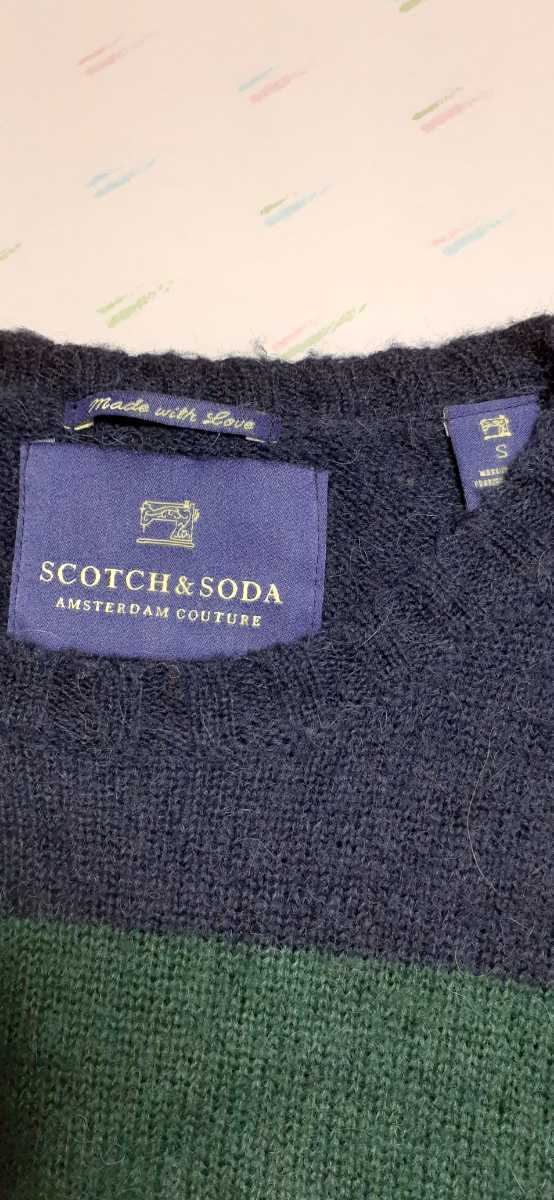 Made with Love
SCOTCH & SODA
AMSTERDAM COUTURE
S